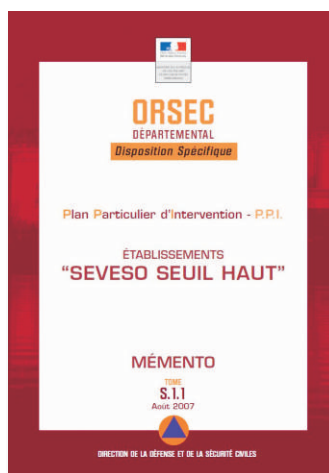 ORSEC
DÉPARTEMENTAL
Disposition Spécifique
Plan Particulier d'Intervention - P.P.I.
ÉTABLISSEMENTS
"SEVESO SEUIL HAUT"
MÉMENTO
TOME
S.1.1
Août 2007
DIRECTION DE LA DÉFENSE ET DE LA SÉCURITÉ CIVILES